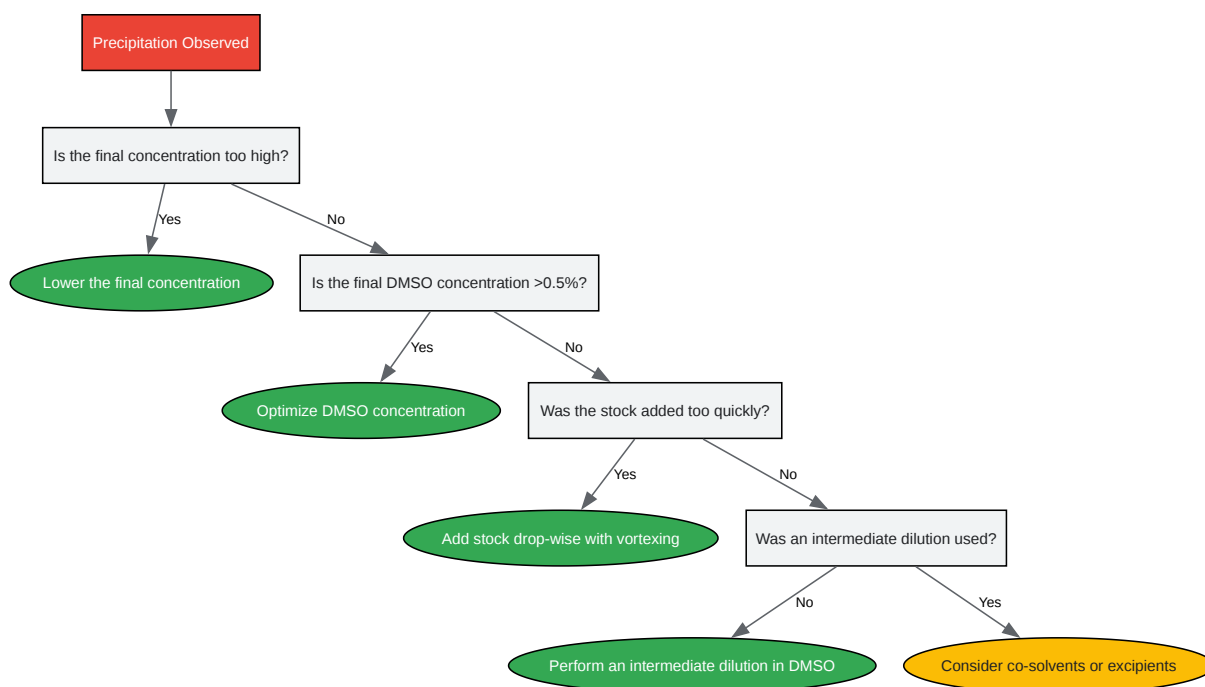 Precipitation Observed
Is the final concentration too high?
Yes
No
Lower the final concentration
Is the final DMSO concentration >0.5%?
Yes
No
Optimize DMSO concentration
Was the stock added too quickly?
Yes
No
Add stock drop-wise with vortexing
Was an intermediate dilution used?
No
Yes
Perform an intermediate dilution in DMSO
Consider co-solvents or excipients